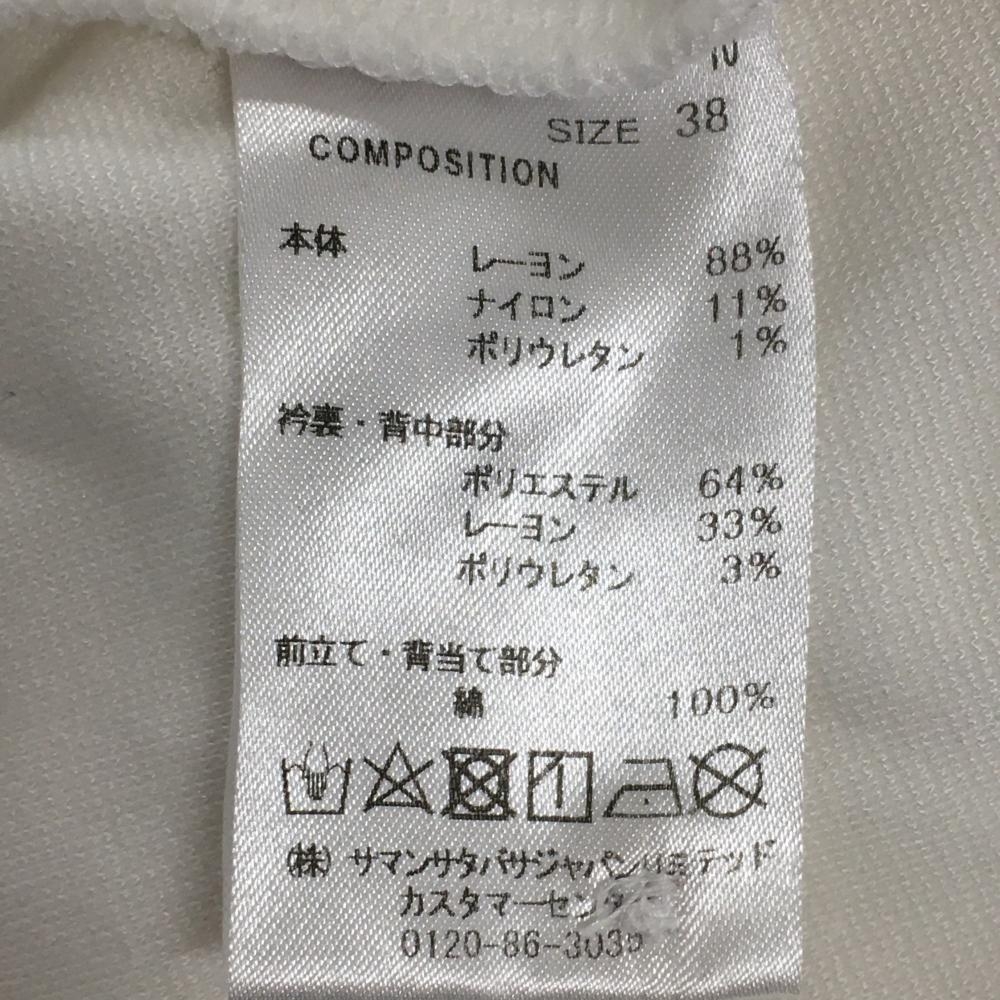 SIZE 38
COMPOSITION
本体
レーヨン 88%
ナイロン 11%
ポリウレタン 1%
衿裏・背中部分
ポリエステル 64%
レーヨン 33%
ポリウレタン 3%
前立て・背当て部分
綿 100%
(株) サマンサタバサジャパンリミテッド
カスタマーセンター